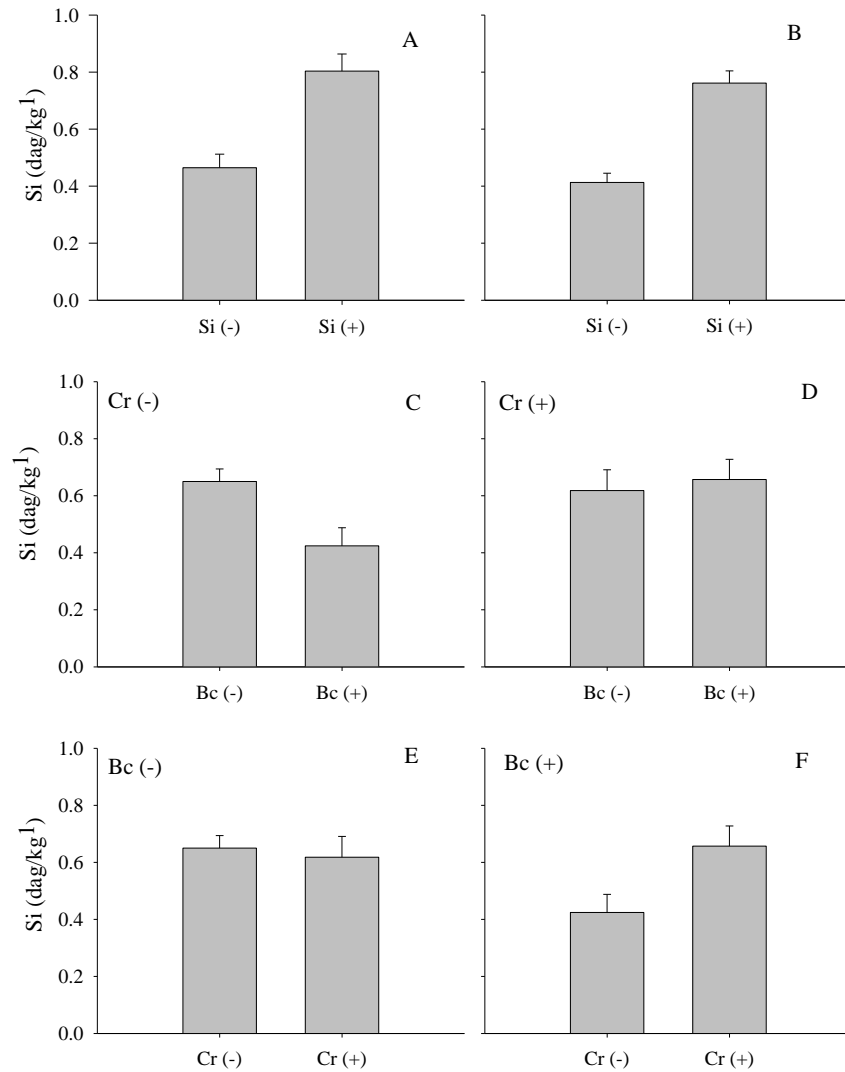 1.0
0.8
0.6
0.4
0.2
0.0
Si (dag/kg1)
A
Si (-)
Si (+)
B
Si (-)
Si (+)
1.0
0.8
0.6
0.4
0.2
0.0
Si (dag/kg1)
Cr (-)
C
Bc (-)
Bc (+)
Cr (+)
D
Bc (-)
Bc (+)
1.0
0.8
0.6
0.4
0.2
0.0
Si (dag/kg1)
Bc (-)
E
Cr (-)
Cr (+)
Bc (+)
F
Cr (-)
Cr (+)